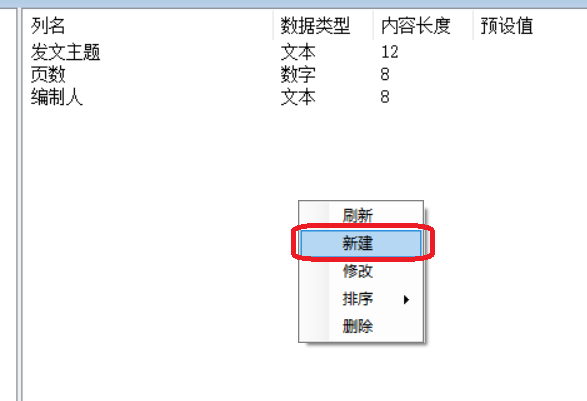 列名 数据类型 内容长度 预设值
发文主题 文本 12
页数 数字 8
编制人 文本 8
刷新
新建
修改
排序
删除